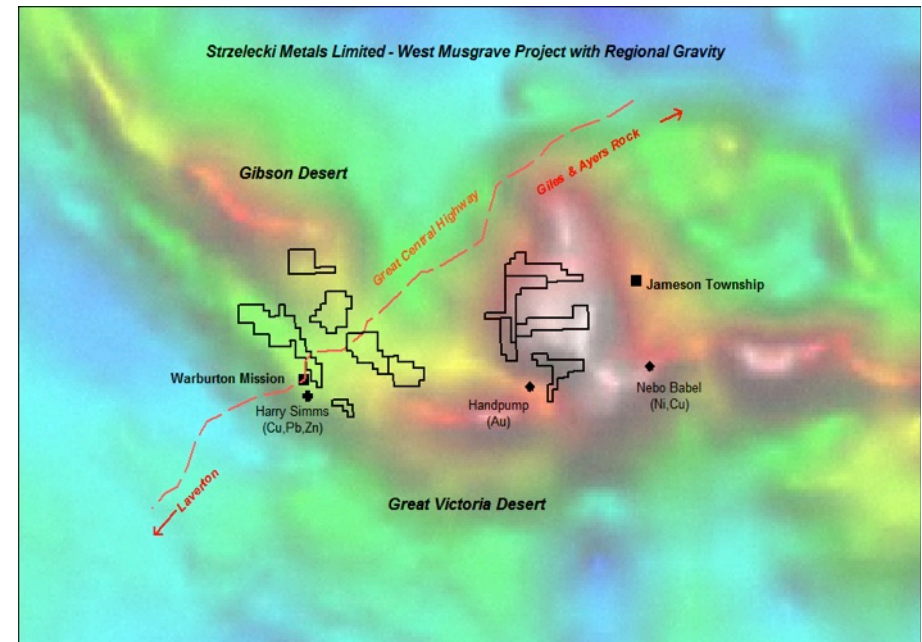 Strzelecki Metals Limited - West Musgrave Project with Regional Gravity
Gibson Desert
Great Central Highway
Giles & Ayers Rock
Jameson Township
Warburton Mission
Harry Simms
(Cu,Pb,Zn)
Handpump
(Au)
Nebo Babel
(Ni,Cu)
Laverton
Great Victoria Desert